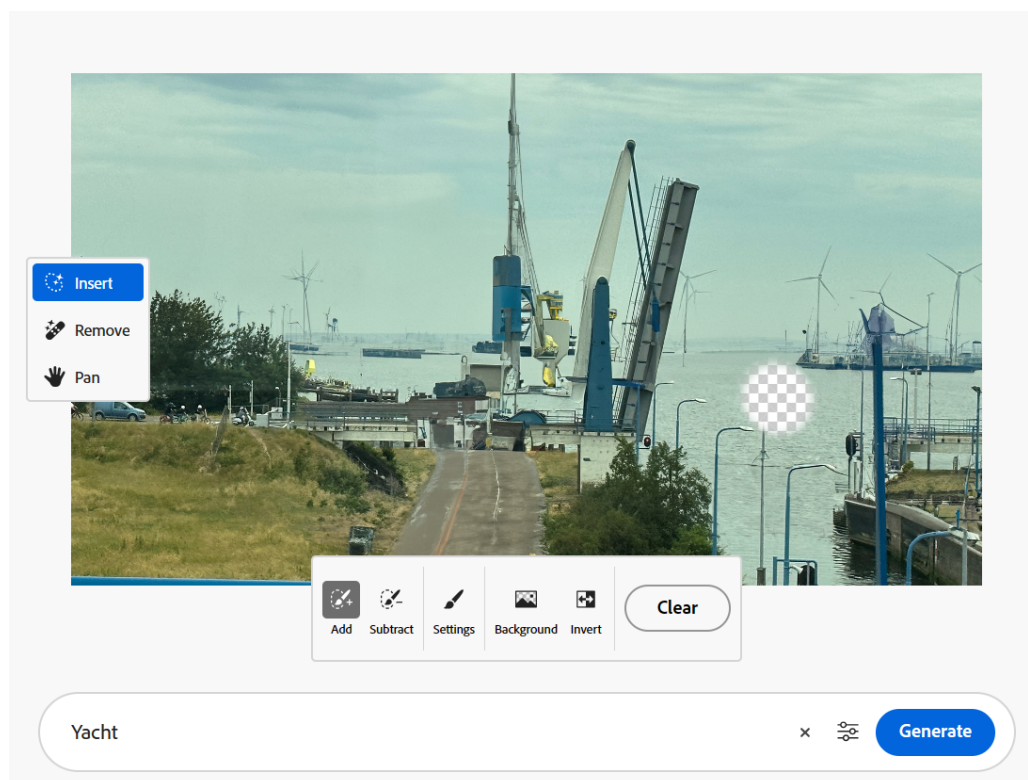 Insert
Remove
Pan
Add Subtract Settings Background Invert Clear
Yacht × Generate